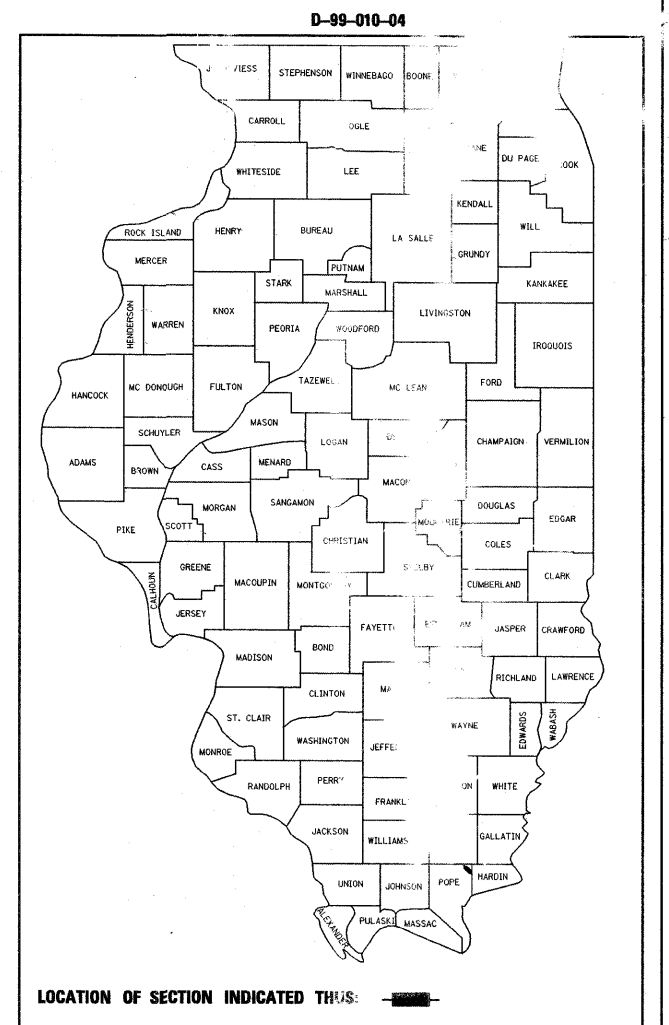 D-99-010-04
STEPHENSON
WINNEBAGO
CARROLL
OGLE
DU PAGE
WHITESIDE
LEE
KENDALL
ROCK ISLAND
HENRY
BUREAU
LA SALLE
WILL
MERCER
PUTNAM
GRUNDY
STARK
MARSHALL
KANKAKEE
HENDERSON
WARREN
KNOX
PEORIA
WOODFORD
LIVINGSTON
IROQUOIS
HANCOCK
MC DONOUGH
FULTON
MC LEAN
FORD
MASON
SCHUYLER
LOGAN
CHAMPAIGN
VERMILION
ADAMS
BROWN
CASS
MENARD
MORGAN
SANGAMON
DOUGLAS
PIKE
SCOTT
EDGAR
CHRISTIAN
COLES
GREENE
MACOUPIN
CUMBERLAND
CLARK
CALHOUN
JERSEY
JASPER
CRAWFORD
MADISON
BOND
RICHLAND
LAWRENCE
CLINTON
ST. CLAIR
WAYNE
EDWARDS
WABASH
MONROE
WASHINGTON
RANDOLPH
PERRY
WHITE
JACKSON
GALLATIN
UNION
JOHNSON
POPE
HARDIN
ALEXANDER
PULASKI
MASSAC
LOCATION OF SECTION INDICATED THUS: